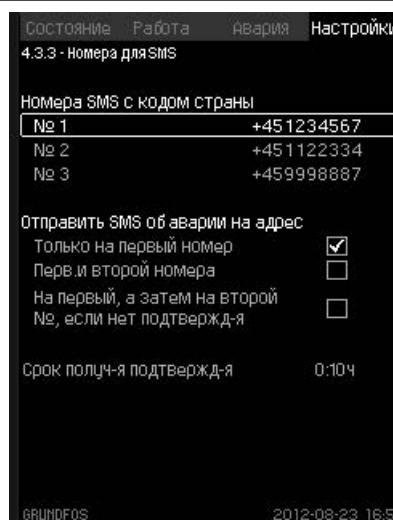 Состояние Работа Авария Настройки
4.3.3 - Номера для SMS
Номера SMS с кодом страны
№ 1 +451234567
№ 2 +451122334
№ 3 +459998887
Отправить SMS об аварии на адрес
Только на первый номер
Перв.и второй номера
На первый, а затем на второй
№, если нет подтвержд-я
Срок получ-я подтвержд-я 0:10ч
GRUNDFOS 2012-08-23 16:5